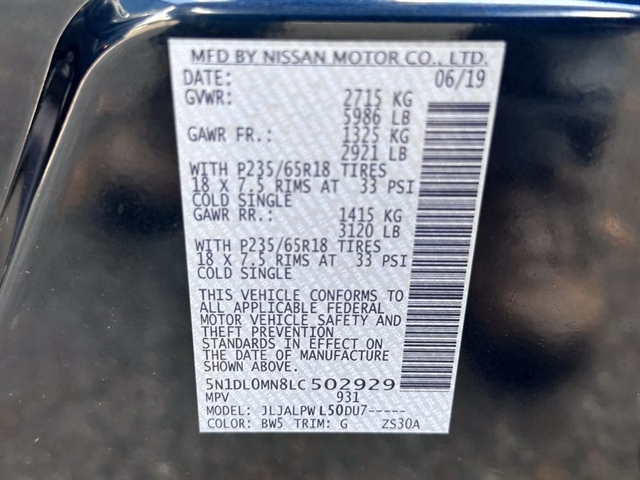 MFD BY NISSAN MOTOR CO., LTD.
DATE: 06/19
GVWR: 2715 KG
5986 LB
GAWR FR.: 1325 KG
2921 LB
WITH P235/65R18 TIRES
18 X 7.5 RIMS AT 33 PSI
COLD SINGLE
GAWR RR.: 1415 KG
3120 LB
WITH P235/65R18 TIRES
18 X 7.5 RIMS AT 33 PSI
COLD SINGLE
THIS VEHICLE CONFORMS TO
ALL APPLICABLE FEDERAL
MOTOR VEHICLE SAFETY AND
THEFT PREVENTION
STANDARDS IN EFFECT ON
THE DATE OF MANUFACTURE
SHOWN ABOVE.
5N1DL0MN8LC502929
MPV 931
MODEL: JLJALPWL50DU7-----
COLOR: BW5 TRIM: G ZS30A